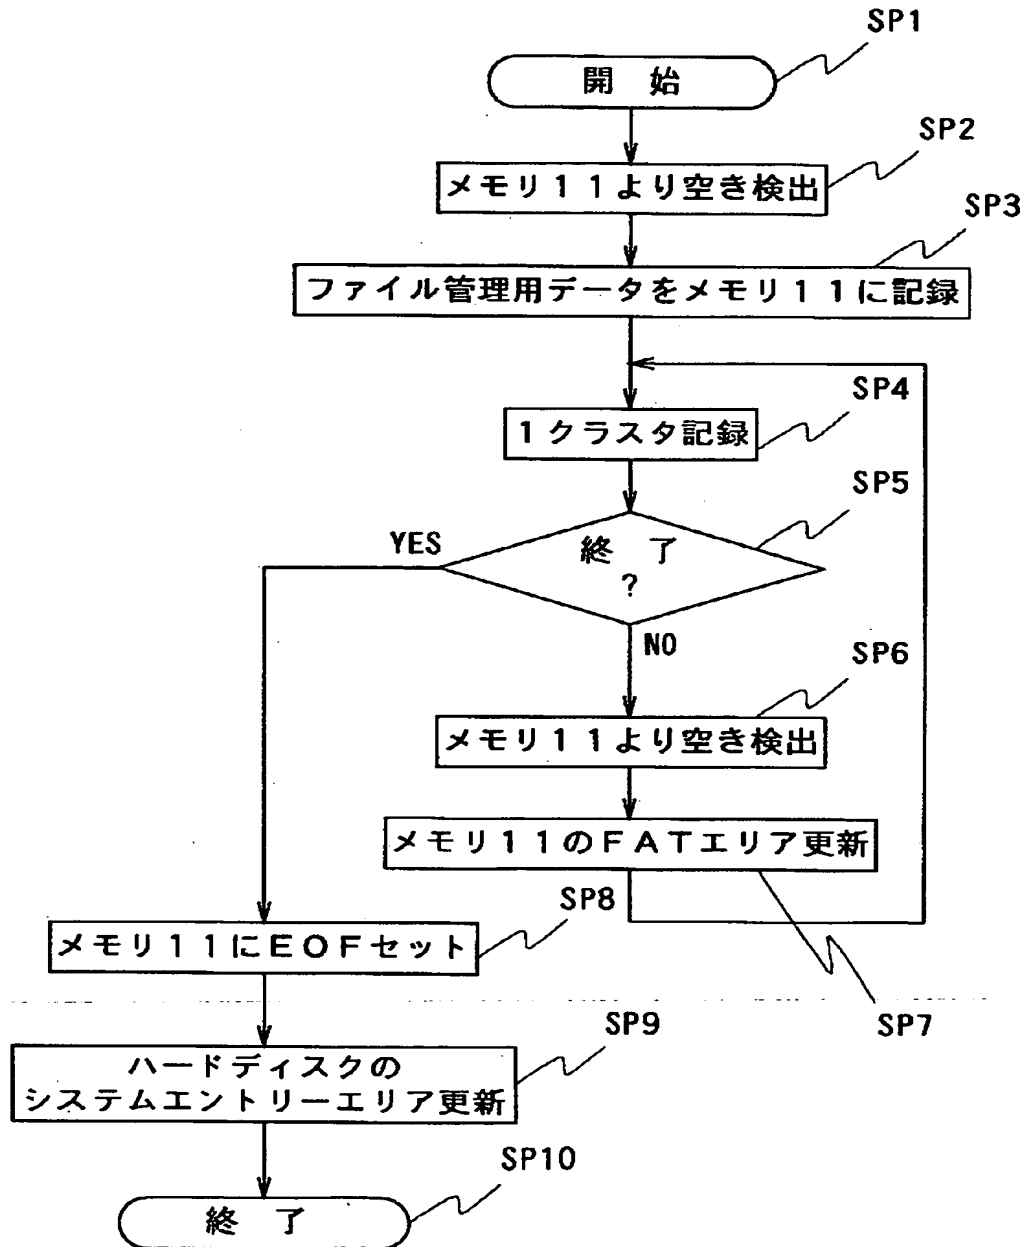 SP1
開 始
SP2
メモリ11より空き検出
SP3
ファイル管理用データをメモリ11に記録
SP4
1クラスタ記録
SP5
YES
終 了
?
NO
SP6
メモリ11より空き検出
メモリ11のFATエリア更新
SP8
メモリ11にEOFセット
SP7
SP9
ハードディスクの
システムエントリーエリア更新
SP10
終 了